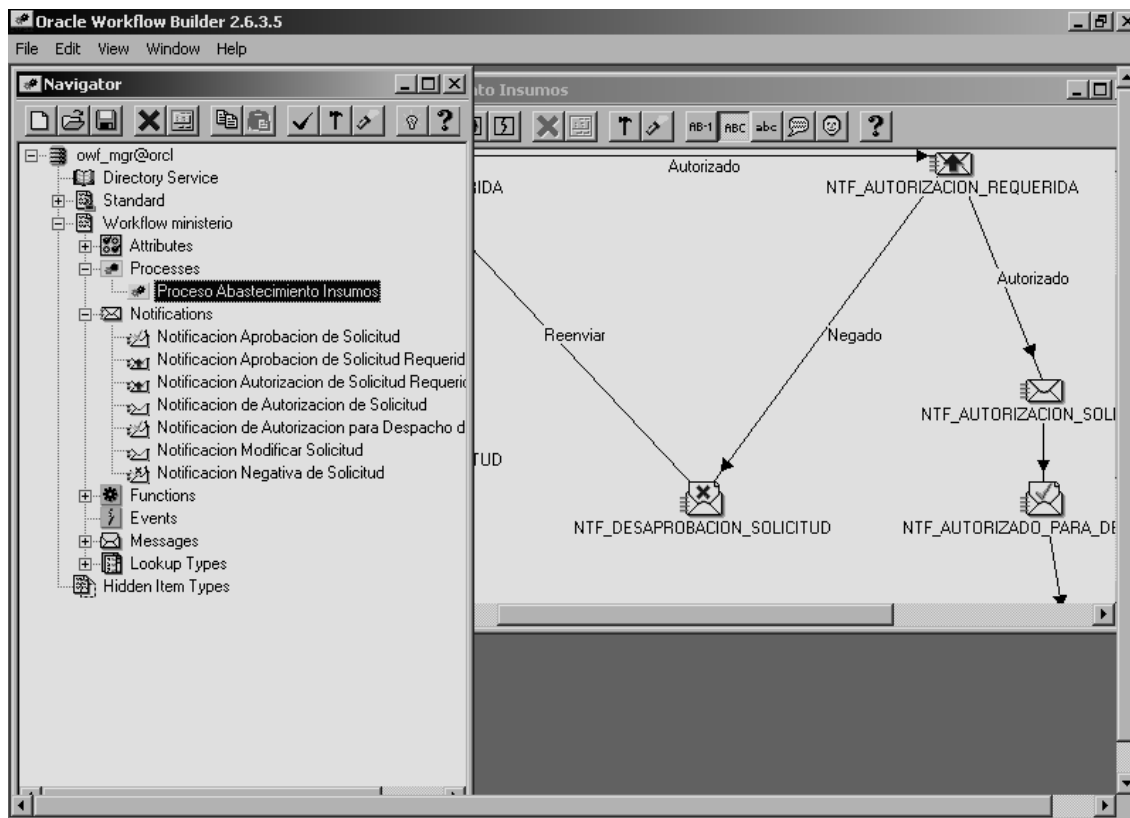 Oracle Workflow Builder 2.6.3.5
File Edit View Window Help
Navigator
owf_mgr@orcl
Directory Service
Standard
Workflow ministerio
Attributes
Processes
Proceso Abastecimiento Insumos
Notifications
Notificacion Aprobacion de Solicitud
Notificacion Aprobacion de Solicitud Requerid
Notificacion Autorizacion de Solicitud Requeric
Notificacion de Autorizacion de Solicitud
Notificacion de Autorizacion para Despacho d
Notificacion Modificar Solicitud
Notificacion Negativa de Solicitud
Functions
Events
Messages
Lookup Types
Hidden Item Types
nto Insumos
AB-1 ABC abc
Autorizado
RIDA
NTF_AUTORIZACION_REQUERIDA
Autorizado
Reenviar
Negado
NTF_AUTORIZACION_SOLI
TUD
NTF_DESAPROBACION_SOLICITUD
NTF_AUTORIZADO_PARA_DE